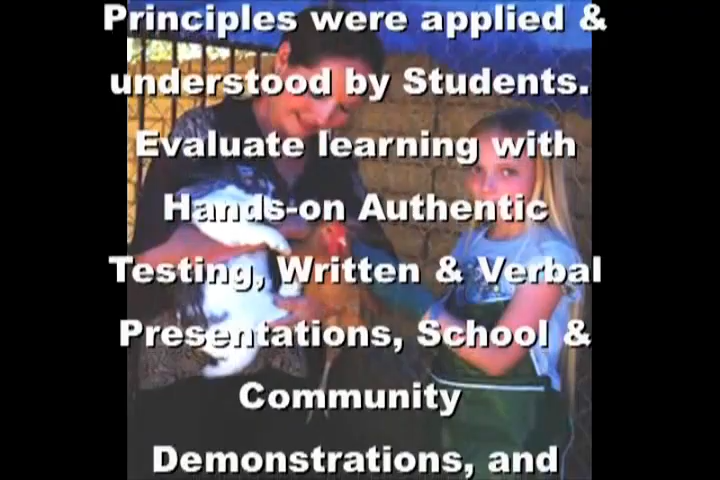 Principles were applied &
understood by Students.
Evaluate learning with
Hands-on Authentic
Testing, Written & Verbal
Presentations, School &
Community
Demonstrations, and